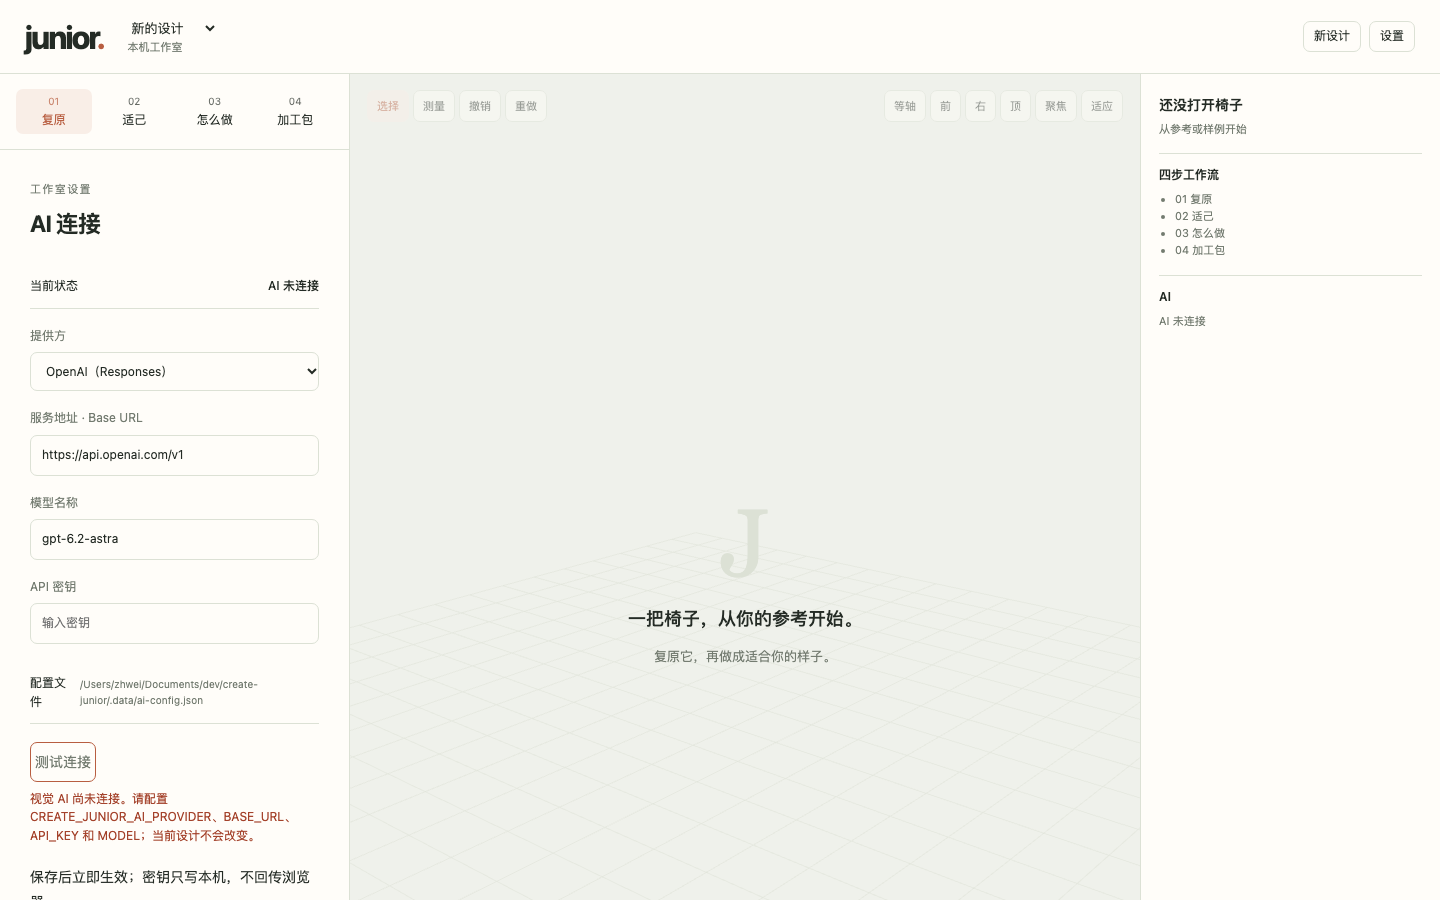 junior.
新的设计
本机工作室
新设计
设置
01
复原
02
适己
03
怎么做
04
加工包
工作室设置
AI 连接
当前状态
AI 未连接
提供方
OpenAI（Responses）
服务地址 · Base URL
https://api.openai.com/v1
模型名称
gpt-6.2-astra
API 密钥
输入密钥
配置文
件
/Users/zhwei/Documents/dev/create-
junior/.data/ai-config.json
测试连接
视觉 AI 尚未连接。请配置
CREATE_JUNIOR_AI_PROVIDER、BASE_URL、
API_KEY 和 MODEL；当前设计不会改变。
保存后立即生效；密钥只写本机，不回传浏览
选择
测量
撤销
重做
等轴
前
右
顶
聚焦
适应
J
一把椅子，从你的参考开始。
复原它，再做成适合你的样子。
还没打开椅子
从参考或样例开始
四步工作流
01 复原
02 适己
03 怎么做
04 加工包
AI
AI 未连接